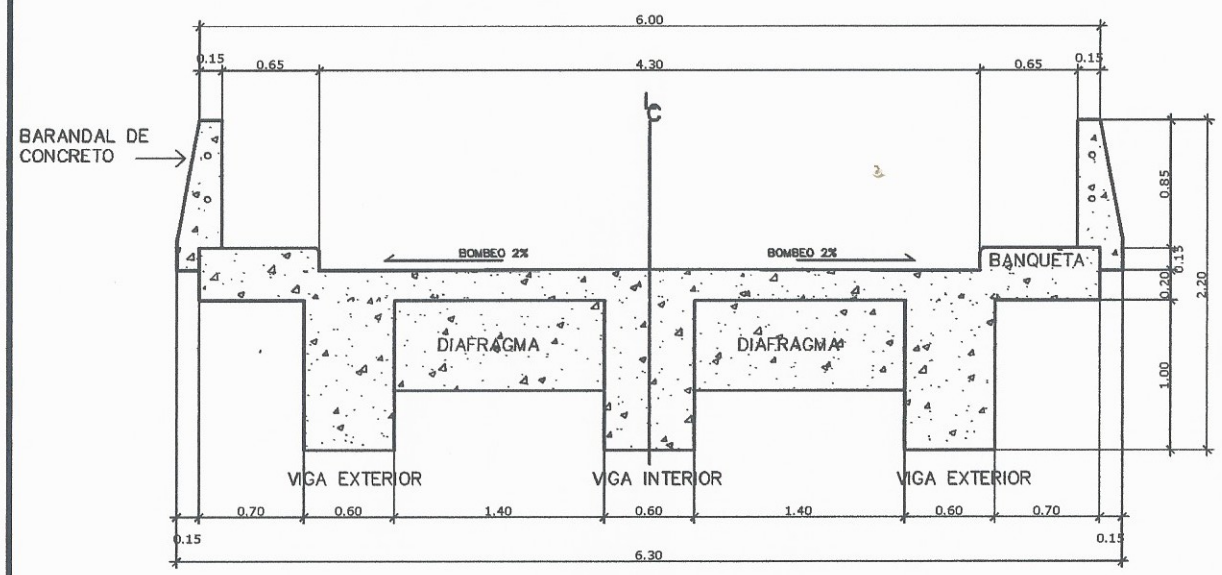 6.00
0.15 0.65 4.30 0.65 0.15
BARANDAL DE
CONCRETO
BOMBEO 2% BOMBEO 2%
BANQUETA
DIAFRAGMA DIAFRAGMA
0.85
0.15
0.20
2.20
1.00
VIGA EXTERIOR VIGA INTERIOR VIGA EXTERIOR
0.70 0.60 1.40 0.60 1.40 0.60 0.70
0.15 0.15
6.30